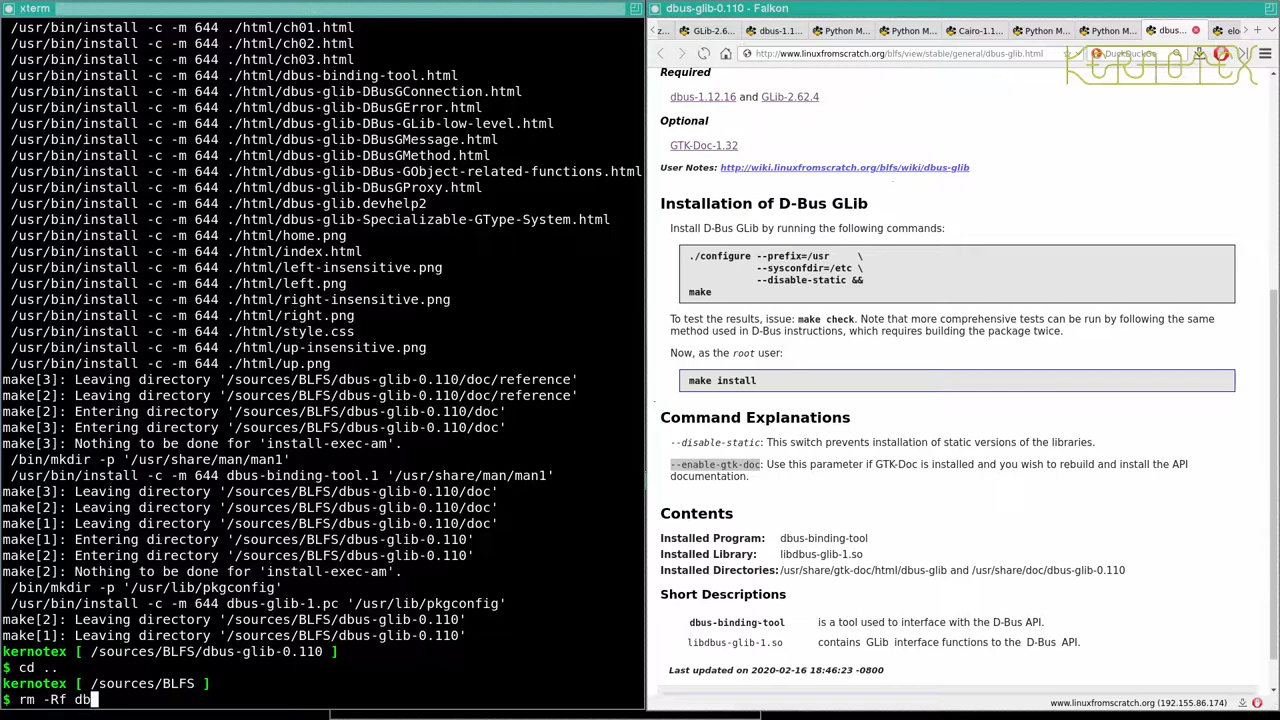 xterm
/usr/bin/install -c -m 644 ./html/ch01.html
/usr/bin/install -c -m 644 ./html/ch02.html
/usr/bin/install -c -m 644 ./html/ch03.html
/usr/bin/install -c -m 644 ./html/dbus-binding-tool.html
/usr/bin/install -c -m 644 ./html/dbus-glib-DBusGConnection.html
/usr/bin/install -c -m 644 ./html/dbus-glib-DBusGError.html
/usr/bin/install -c -m 644 ./html/dbus-glib-DBus-GLib-low-level.html
/usr/bin/install -c -m 644 ./html/dbus-glib-DBusGMessage.html
/usr/bin/install -c -m 644 ./html/dbus-glib-DBusGMethod.html
/usr/bin/install -c -m 644 ./html/dbus-glib-DBus-GObject-related-functions.html
/usr/bin/install -c -m 644 ./html/dbus-glib-DBusGProxy.html
/usr/bin/install -c -m 644 ./html/dbus-glib.devhelp2
/usr/bin/install -c -m 644 ./html/dbus-glib-Specializable-GType-System.html
/usr/bin/install -c -m 644 ./html/home.png
/usr/bin/install -c -m 644 ./html/index.html
/usr/bin/install -c -m 644 ./html/left-insensitive.png
/usr/bin/install -c -m 644 ./html/left.png
/usr/bin/install -c -m 644 ./html/right-insensitive.png
/usr/bin/install -c -m 644 ./html/right.png
/usr/bin/install -c -m 644 ./html/style.css
/usr/bin/install -c -m 644 ./html/up-insensitive.png
/usr/bin/install -c -m 644 ./html/up.png
make[3]: Leaving directory '/sources/BLFS/dbus-glib-0.110/doc/reference'
make[2]: Leaving directory '/sources/BLFS/dbus-glib-0.110/doc/reference'
make[2]: Entering directory '/sources/BLFS/dbus-glib-0.110/doc'
make[3]: Entering directory '/sources/BLFS/dbus-glib-0.110/doc'
make[3]: Nothing to be done for 'install-exec-am'.
/bin/mkdir -p '/usr/share/man/man1'
/usr/bin/install -c -m 644 dbus-binding-tool.1 '/usr/share/man/man1'
make[3]: Leaving directory '/sources/BLFS/dbus-glib-0.110/doc'
make[2]: Leaving directory '/sources/BLFS/dbus-glib-0.110/doc'
make[1]: Leaving directory '/sources/BLFS/dbus-glib-0.110/doc'
make[1]: Entering directory '/sources/BLFS/dbus-glib-0.110'
make[2]: Entering directory '/sources/BLFS/dbus-glib-0.110'
make[2]: Nothing to be done for 'install-exec-am'.
/bin/mkdir -p '/usr/lib/pkgconfig'
/usr/bin/install -c -m 644 dbus-glib-1.pc '/usr/lib/pkgconfig'
make[2]: Leaving directory '/sources/BLFS/dbus-glib-0.110'
make[1]: Leaving directory '/sources/BLFS/dbus-glib-0.110'
kernotex [ /sources/BLFS/dbus-glib-0.110 ]
$ cd ..
kernotex [ /sources/BLFS ]
$ rm -Rf db
dbus-glib-0.110 - Falkon
z... GLib-2.6... dbus-1.1... Python M... Python M... Cairo-1.1... Python M... Python M... dbus... elo
http://www.linuxfromscratch.org/blfs/view/stable/general/dbus-glib.html DuckDuckGo
KERNOTEX
Required
dbus-1.12.16 and GLib-2.62.4
Optional
GTK-Doc-1.32
User Notes: http://wiki.linuxfromscratch.org/blfs/wiki/dbus-glib
Installation of D-Bus GLib
Install D-Bus GLib by running the following commands:
./configure --prefix=/usr \
--sysconfdir=/etc \
--disable-static &&
make
To test the results, issue: make check. Note that more comprehensive tests can be run by following the same
method used in D-Bus instructions, which requires building the package twice.
Now, as the root user:
make install
Command Explanations
--disable-static: This switch prevents installation of static versions of the libraries.
--enable-gtk-doc: Use this parameter if GTK-Doc is installed and you wish to rebuild and install the API
documentation.
Contents
Installed Program: dbus-binding-tool
Installed Library: libdbus-glib-1.so
Installed Directories: /usr/share/gtk-doc/html/dbus-glib and /usr/share/doc/dbus-glib-0.110
Short Descriptions
dbus-binding-tool is a tool used to interface with the D-Bus API.
libdbus-glib-1.so contains GLib interface functions to the D-Bus API.
Last updated on 2020-02-16 18:46:23 -0800
www.linuxfromscratch.org (192.155.86.174)